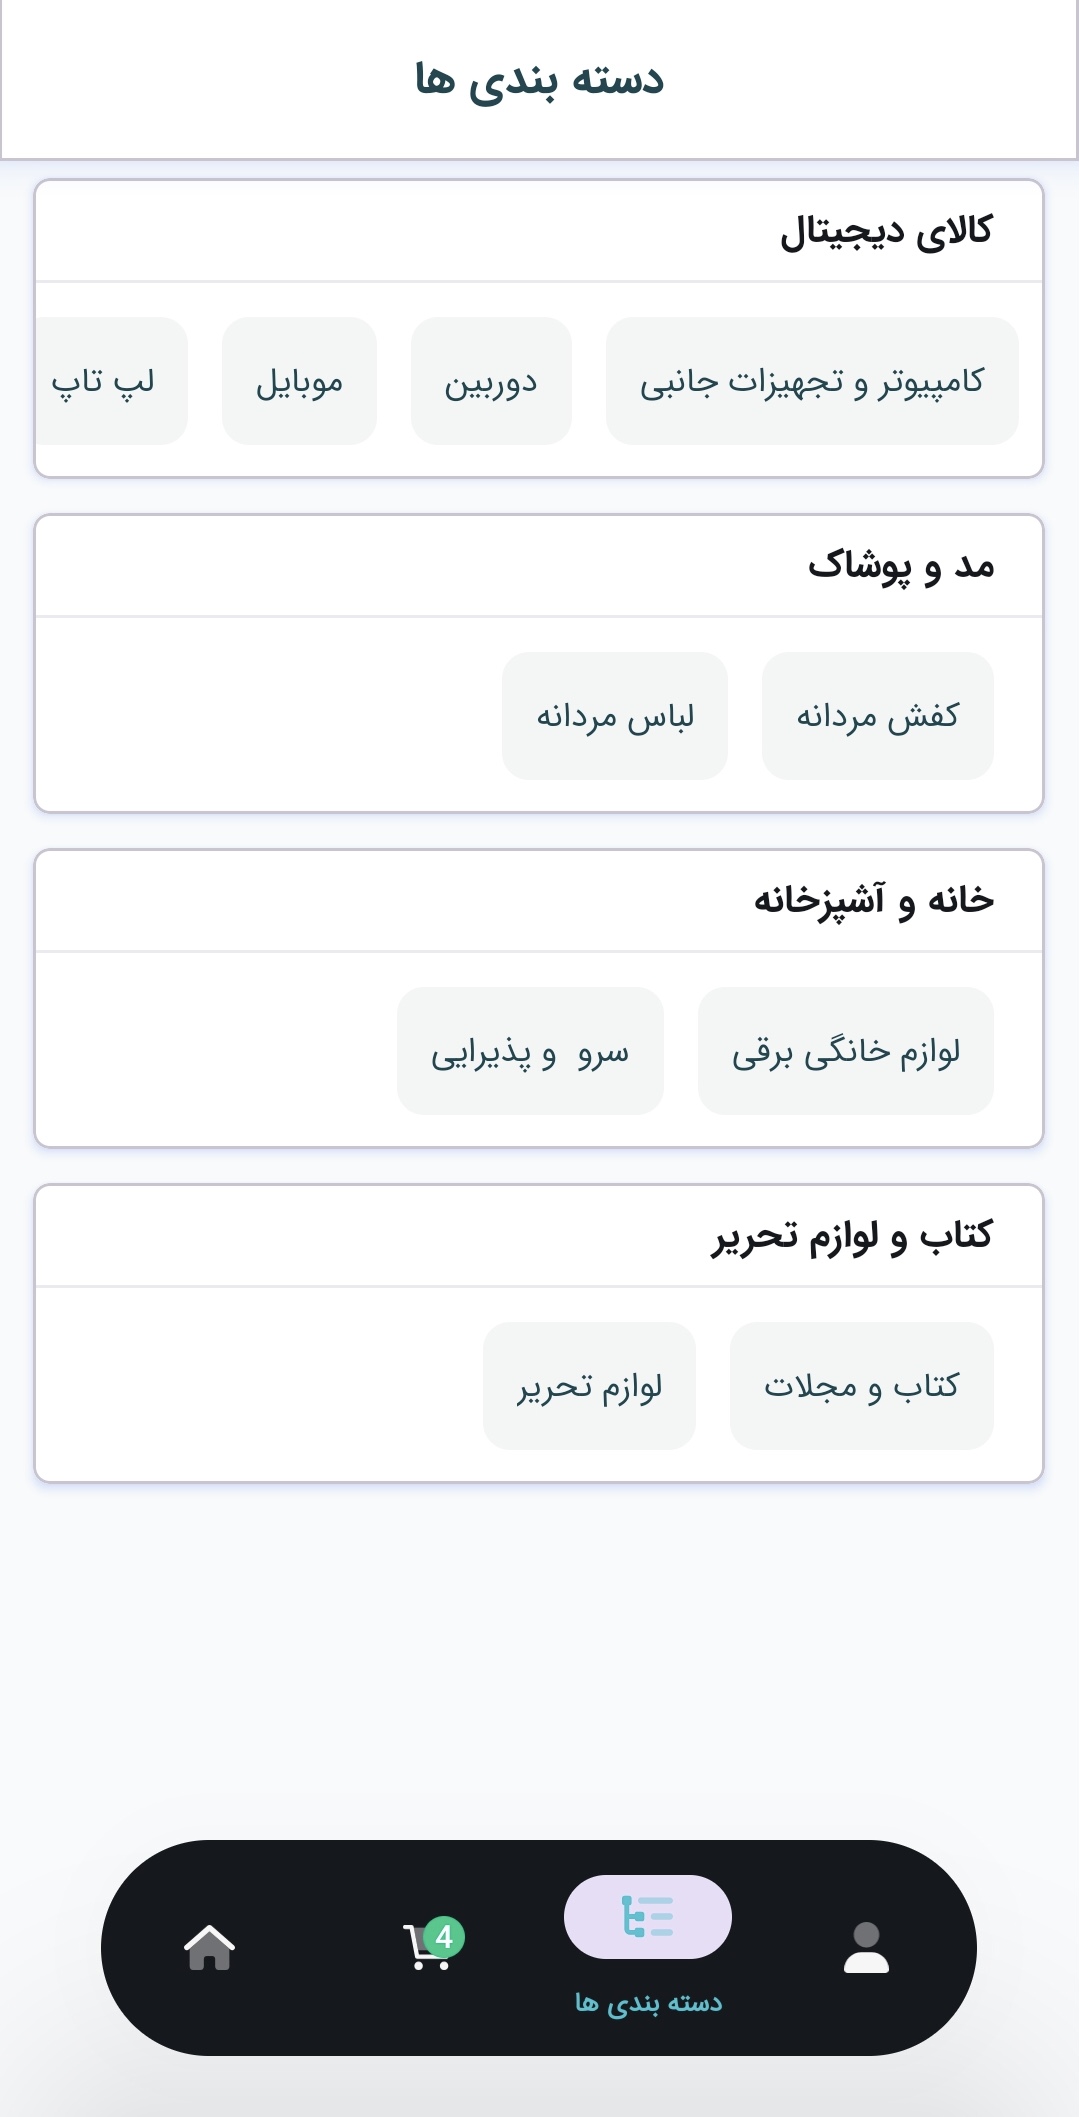 دسته بندی ها
کالای دیجیتال
کامپیوتر و تجهیزات جانبی
دوربین
موبایل
لپ تاپ
مد و پوشاک
کفش مردانه
لباس مردانه
خانه و آشپزخانه
لوازم خانگی برقی
سرو و پذیرایی
کتاب و لوازم تحریر
کتاب و مجلات
لوازم تحریر
4
دسته بندی ها